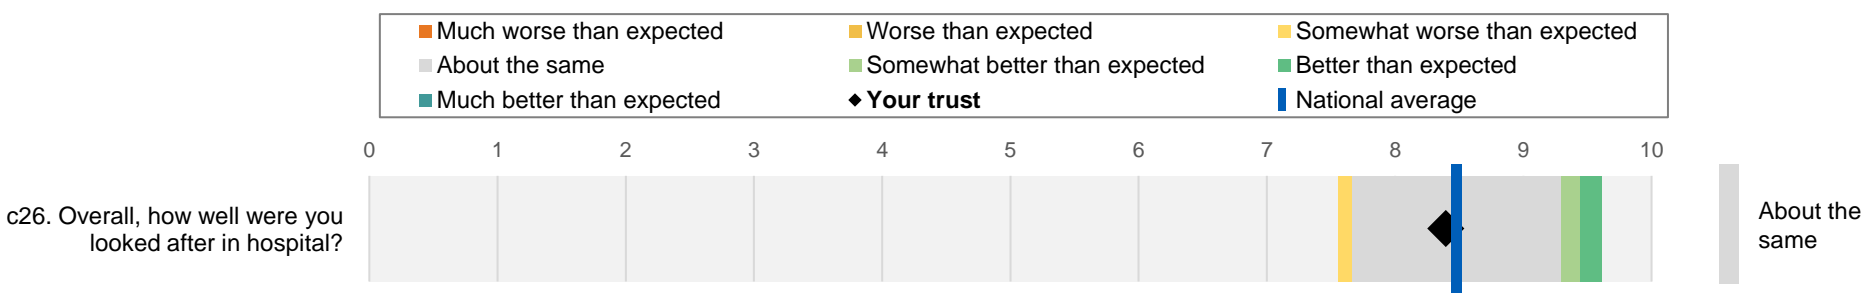 Much worse than expected Worse than expected Somewhat worse than expected
About the same Somewhat better than expected Better than expected
Much better than expected Your trust National average
0 1 2 3 4 5 6 7 8 9 10
c26. Overall, how well were you
looked after in hospital?
About the
same